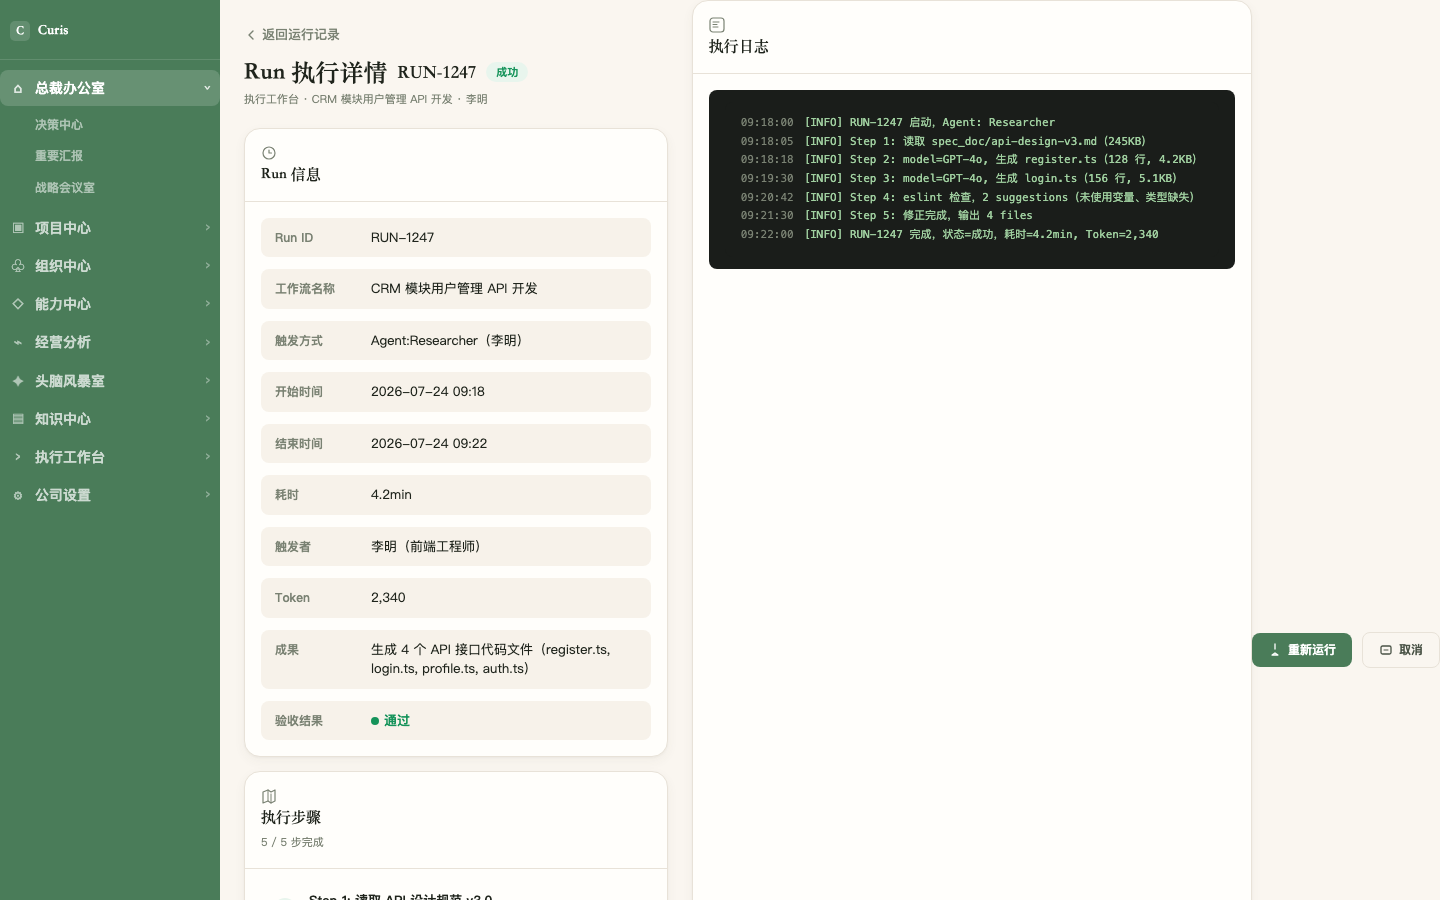 C Curis
总裁办公室
决策中心
重要汇报
战略会议室
项目中心
组织中心
能力中心
经营分析
头脑风暴室
知识中心
执行工作台
公司设置
返回运行记录
Run 执行详情 RUN-1247 成功
执行工作台 · CRM 模块用户管理 API 开发 · 李明
Run 信息
Run ID RUN-1247
工作流名称 CRM 模块用户管理 API 开发
触发方式 Agent:Researcher（李明）
开始时间 2026-07-24 09:18
结束时间 2026-07-24 09:22
耗时 4.2min
触发者 李明（前端工程师）
Token 2,340
成果 生成 4 个 API 接口代码文件（register.ts,
login.ts, profile.ts, auth.ts）
验收结果 通过
执行步骤
5 / 5 步完成
Step 1: 读取 API 设计规范 v3.0
执行日志
09:18:00 [INFO] RUN-1247 启动, Agent: Researcher
09:18:05 [INFO] Step 1: 读取 spec_doc/api-design-v3.md (245KB)
09:18:18 [INFO] Step 2: model=GPT-4o, 生成 register.ts (128 行, 4.2KB)
09:19:30 [INFO] Step 3: model=GPT-4o, 生成 login.ts (156 行, 5.1KB)
09:20:42 [INFO] Step 4: eslint 检查, 2 suggestions (未使用变量、类型缺失)
09:21:30 [INFO] Step 5: 修正完成, 输出 4 files
09:22:00 [INFO] RUN-1247 完成, 状态=成功, 耗时=4.2min, Token=2,340
重新运行
取消